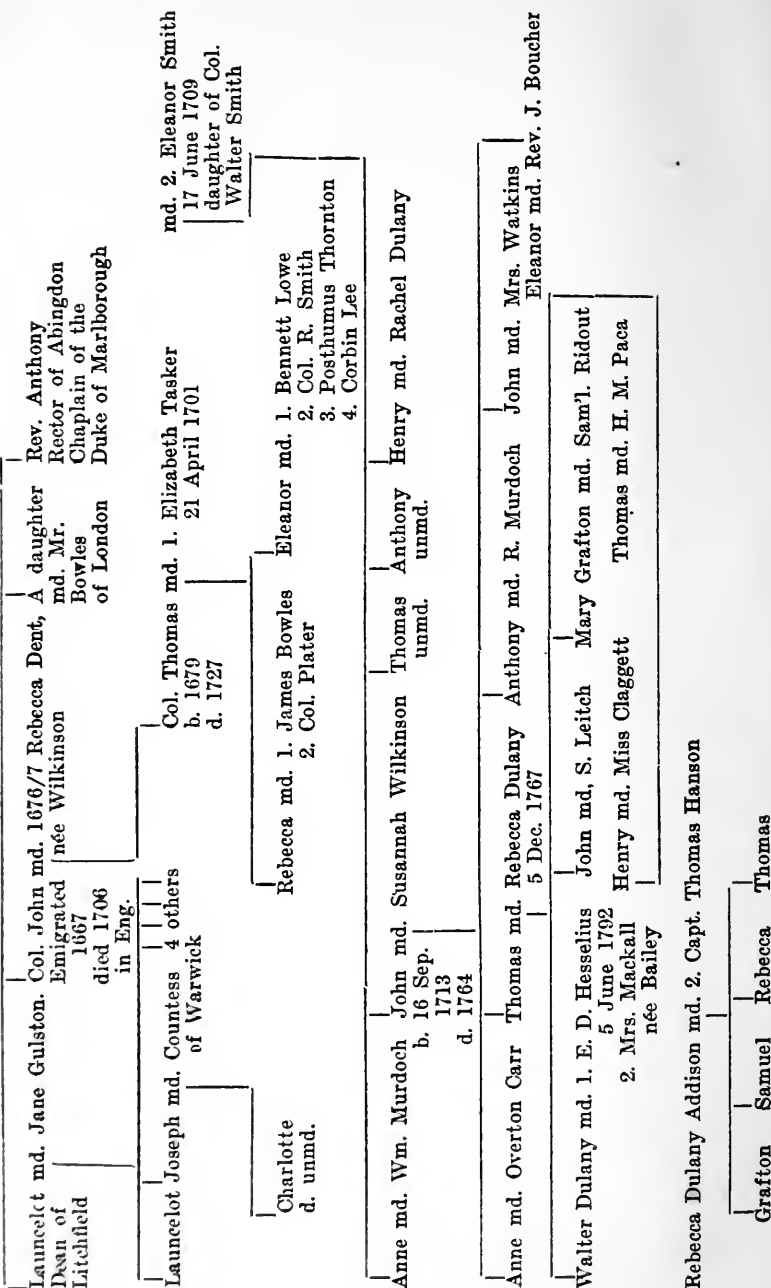 Launcelot md. Jane Gulston.
Dean of
Litchfield
Col. John md. 1676/7 Rebecca Dent,
Emigrated née Wilkinson
1667
died 1706
in Eng.
A daughter
md. Mr.
Bowles
of London
Rev. Anthony
Rector of Abingdon
Chaplain of the
Duke of Marlborough
Launcelot
Joseph md. Countess
of Warwick
4 others
Col. Thomas md. 1. Elizabeth Tasker
b. 1679 21 April 1701
d. 1727
md. 2. Eleanor Smith
17 June 1709
daughter of Col.
Walter Smith
Charlotte
d. unmd.
Rebecca md. 1. James Bowles
2. Col. Plater
Eleanor md. 1. Bennett Lowe
2. Col. R. Smith
3. Posthumus Thornton
4. Corbin Lee
Anne md. Wm. Murdoch
John md. Susannah Wilkinson
b. 16 Sep.
1713
d. 1764
Thomas
unmd.
Anthony
unmd.
Henry md. Rachel Dulany
Anne md. Overton Carr
Thomas md. Rebecca Dulany
5 Dec. 1767
Anthony md. R. Murdoch
John md. Mrs. Watkins
Eleanor md. Rev. J. Boucher
Walter Dulany md. 1. E. D. Hesselius
5 June 1792
2. Mrs. Mackall
née Bailey
John md, S. Leitch
Mary Grafton md. Sam'l. Ridout
Henry md. Miss Claggett
Thomas md. H. M. Paca
Rebecca Dulany Addison md. 2. Capt. Thomas Hanson
Grafton
Samuel
Rebecca
Thomas